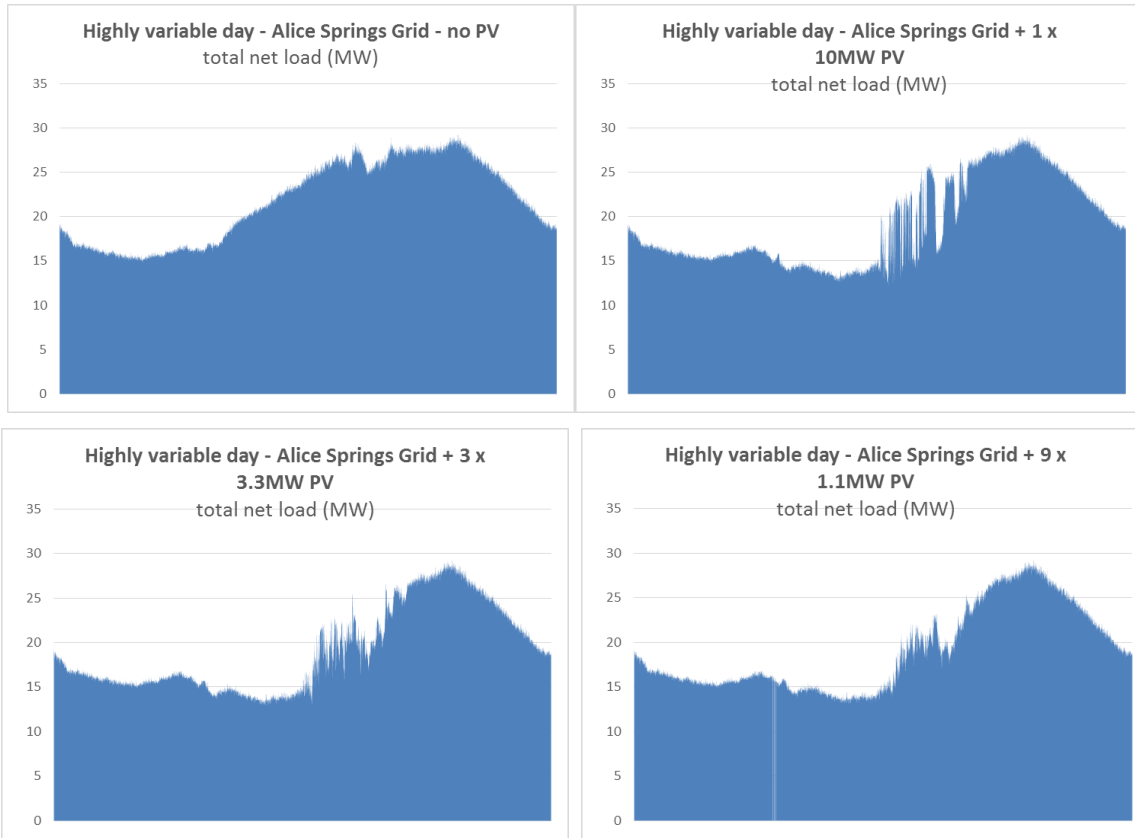 Highly variable day - Alice Springs Grid - no PV
total net load (MW)
35
30
25
20
15
10
5
0
Highly variable day - Alice Springs Grid + 1 x
10MW PV
total net load (MW)
35
30
25
20
15
10
5
0
Highly variable day - Alice Springs Grid + 3 x
3.3MW PV
total net load (MW)
35
30
25
20
15
10
5
0
Highly variable day - Alice Springs Grid + 9 x
1.1MW PV
total net load (MW)
35
30
25
20
15
10
5
0